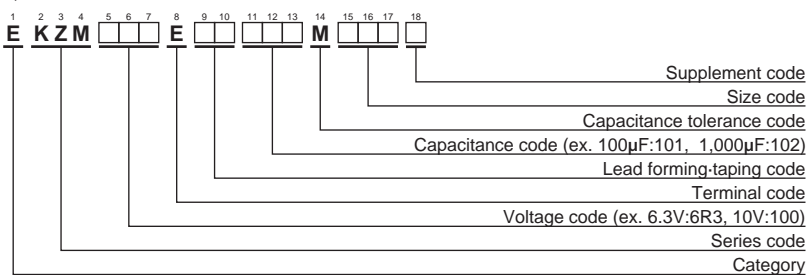 1 2 3 4 5 6 7 8 9 10 11 12 13 14 15 16 17 18
E KZM □□□ E □□ □□□ M □□□ □
Supplement code
Size code
Capacitance tolerance code
Capacitance code (ex. 100µF:101, 1,000µF:102)
Lead forming·taping code
Terminal code
Voltage code (ex. 6.3V:6R3, 10V:100)
Series code
Category